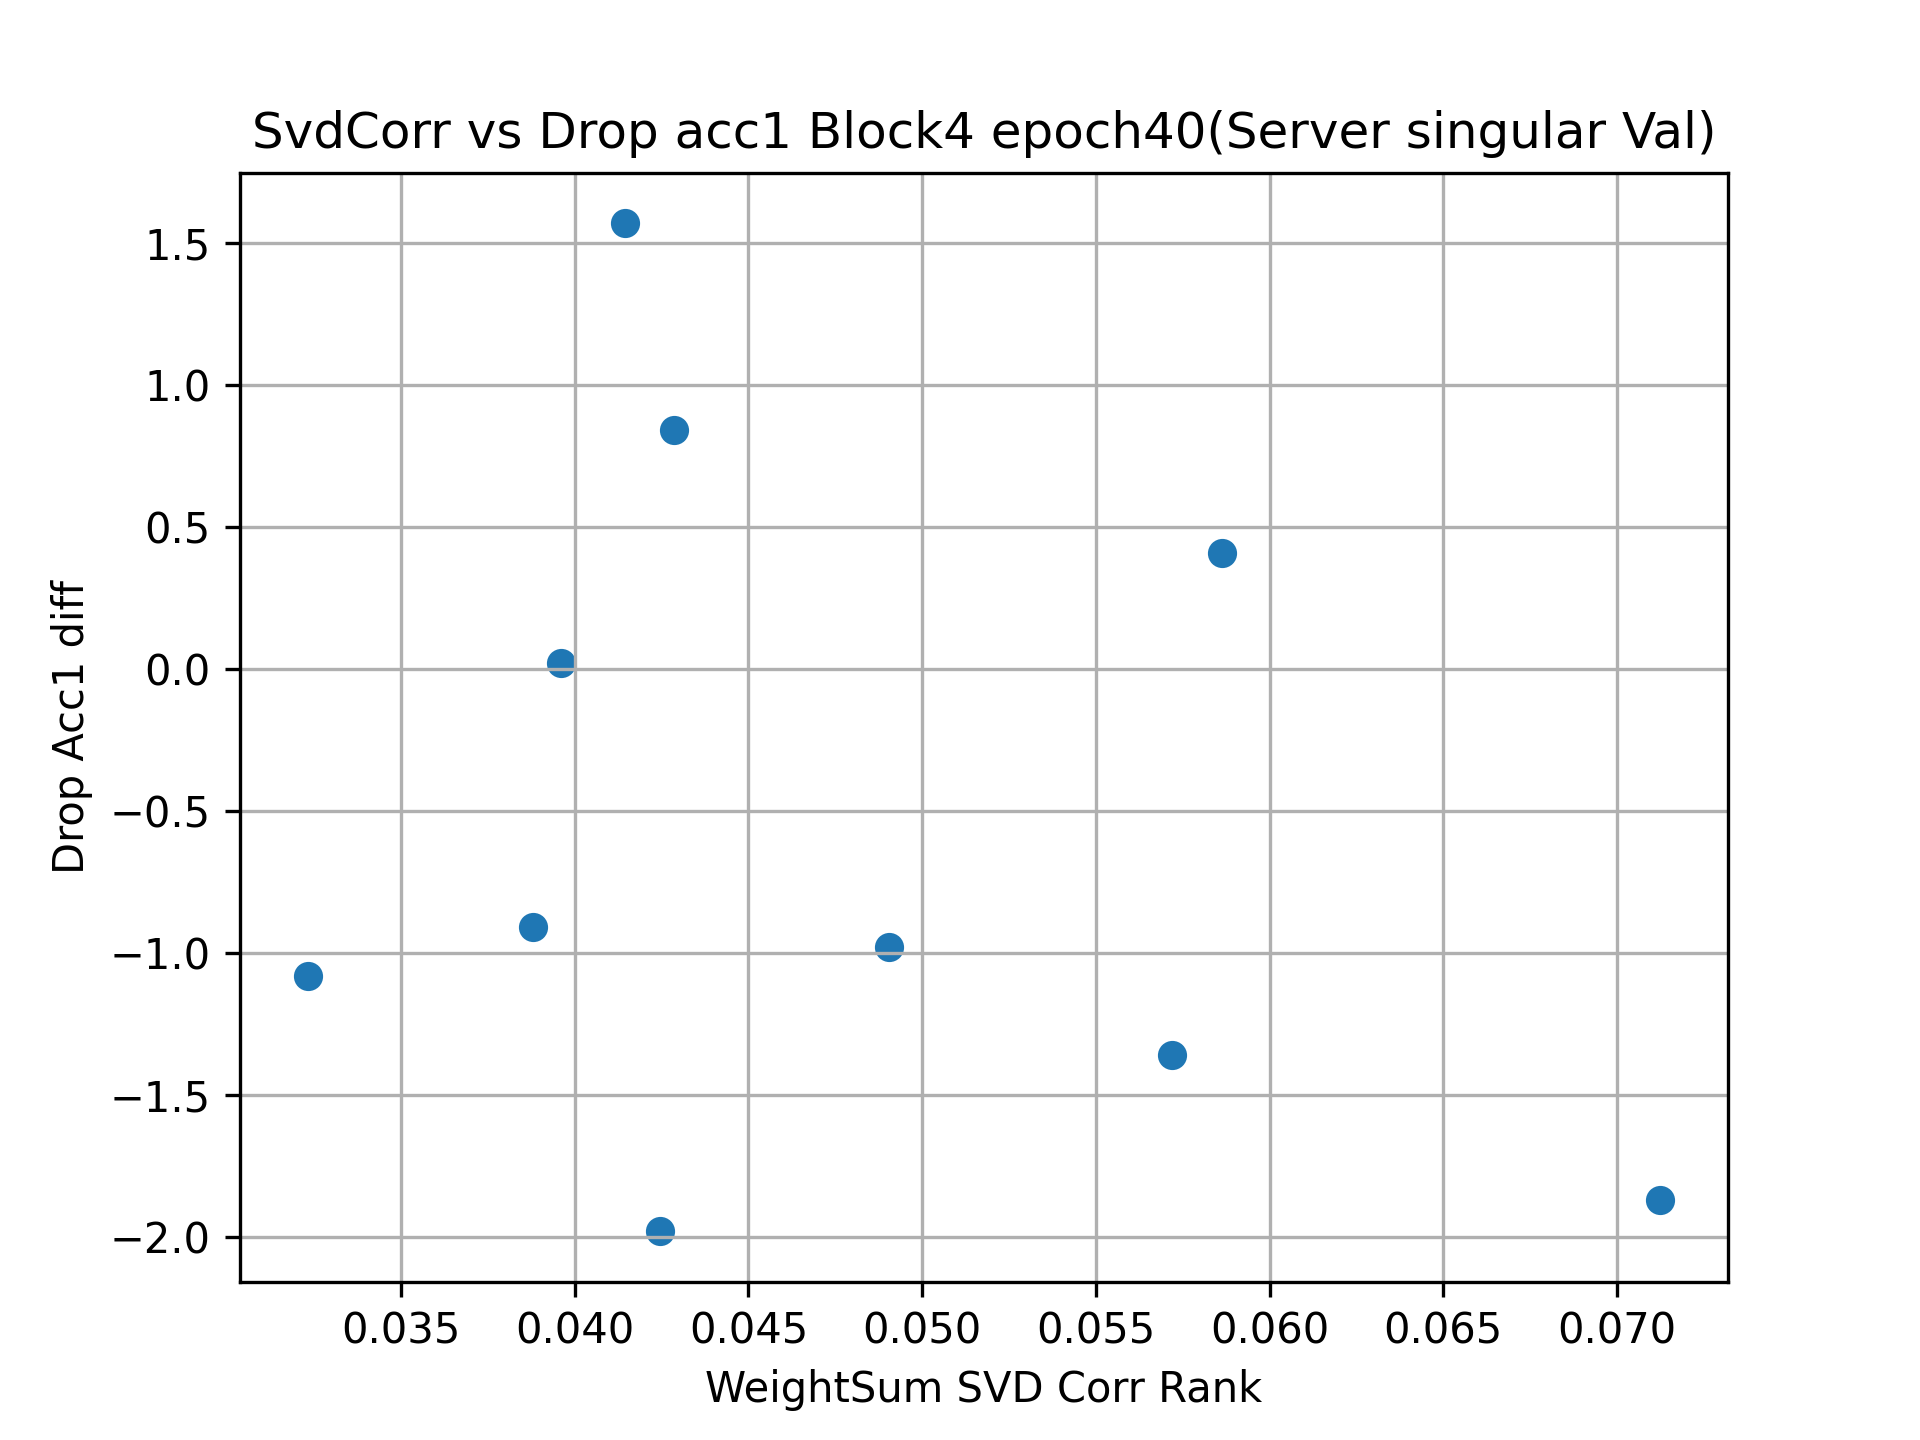 SvdCorr vs Drop acc1 Block4 epoch40(Server singular Val)
Drop Acc1 diff
1.5
1.0
0.5
0.0
−0.5
−1.0
−1.5
−2.0
0.035 0.040 0.045 0.050 0.055 0.060 0.065 0.070
WeightSum SVD Corr Rank